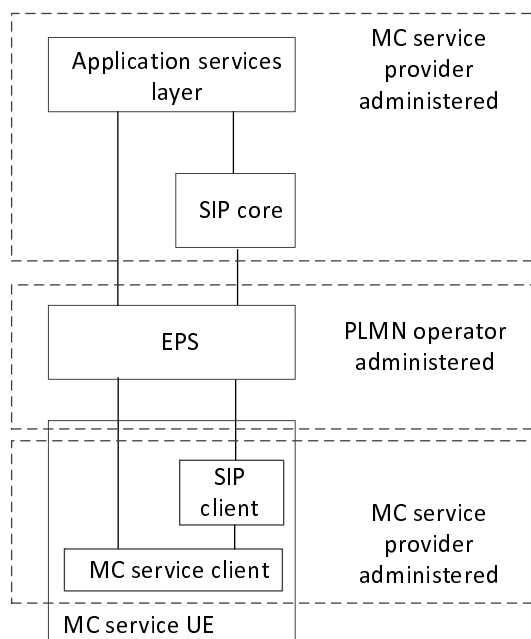 Application services
layer
MC service
provider
administered
SIP core
EPS
PLMN operator
administered
SIP
client
MC service client
MC service
provider
administered
MC service UE